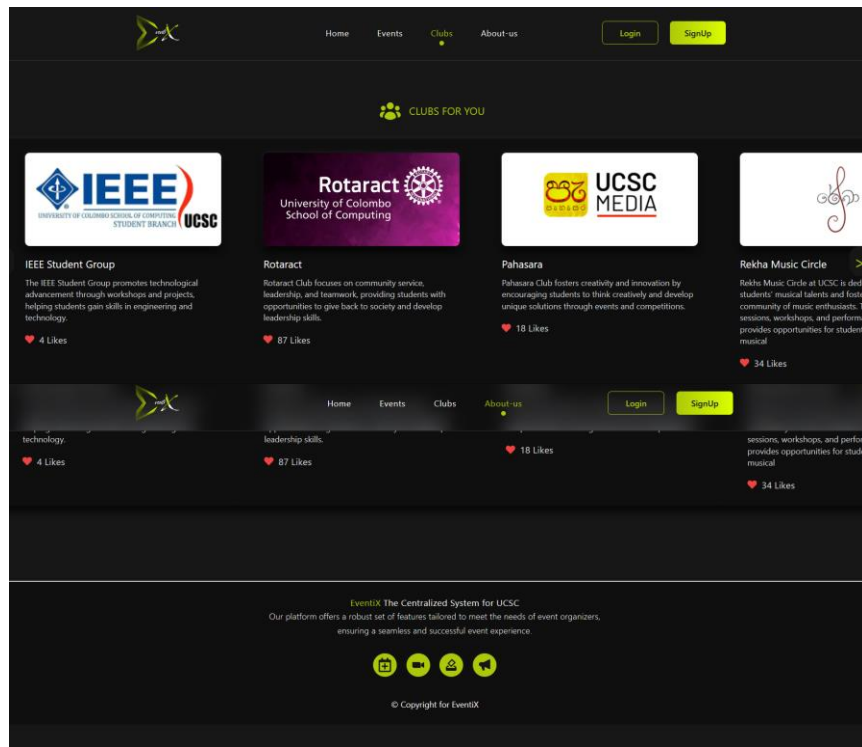 Home Events Clubs About-us Login SignUp
CLUBS FOR YOU
IEEE
UNIVERSITY OF COLOMBO SCHOOL OF COMPUTING
STUDENT BRANCH
UCSC
IEEE Student Group
The IEEE Student Group promotes technological
advancement through workshops and projects,
helping students gain skills in engineering and
technology.
4 Likes
Rotaract
University of Colombo
School of Computing
Rotaract
Rotaract Club focuses on community service,
leadership, and teamwork, providing students with
opportunities to give back to society and develop
leadership skills.
87 Likes
UCSC
MEDIA
Pahasara
Pahasara Club fosters creativity and innovation by
encouraging students to think creatively and develop
unique solutions through events and competitions.
18 Likes
Rekha Music Circle
Rekhs Music Circle at UCSC is
students' musical talents and
community of music enthusiasts.
sessions, workshops, and
provides opportunities for
musical
34 Likes
Home Events Clubs About-us Login SignUp
technology.
4 Likes
leadership skills.
87 Likes
18 Likes
sessions, workshops, and
provides opportunities for
musical
34 Likes
EventiX The Centralized System for UCSC
Our platform offers a robust set of features tailored to meet the needs of event organizers,
ensuring a seamless and successful event experience.
© Copyright for EventiX